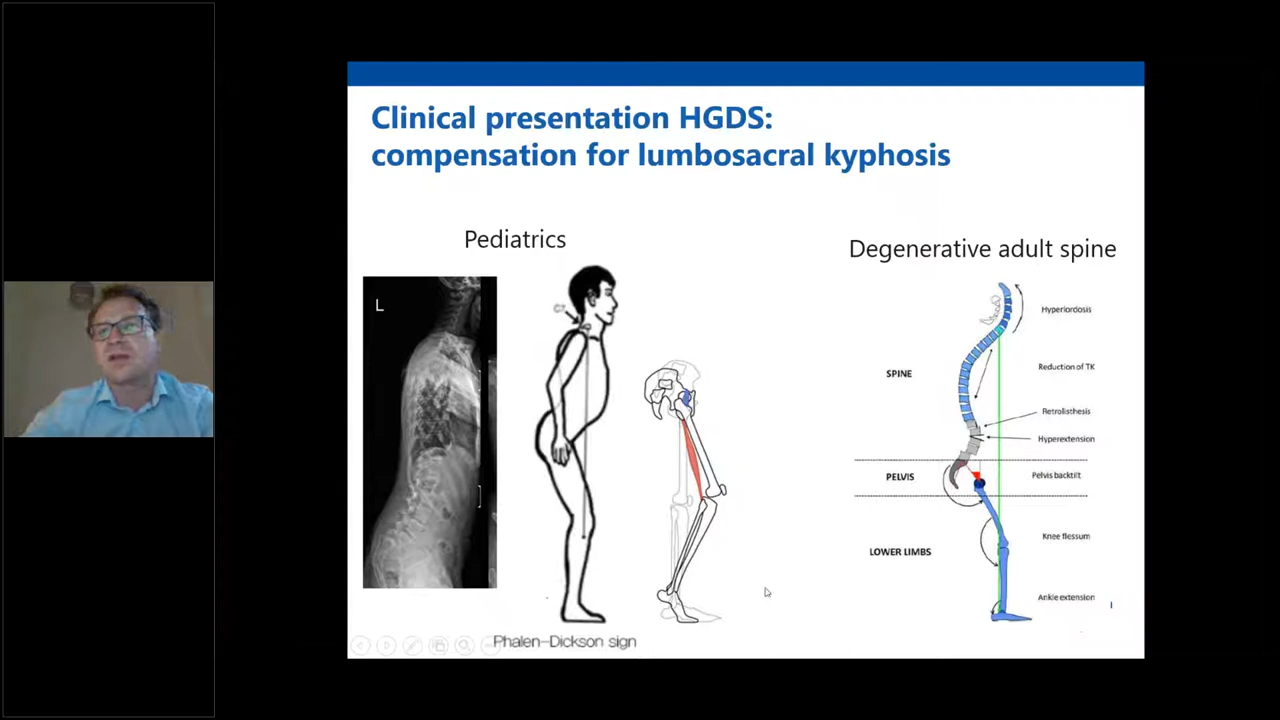 Clinical presentation HGDS:
compensation for lumbosacral kyphosis
Pediatrics
Degenerative adult spine
L
Hyperlordosis
SPINE
Reduction of TK
Retrolisthesis
Hyperextension
PELVIS
Pelvis backtilt
Knee flessum
LOWER LIMBS
Ankle extension
Phalen-Dickson sign